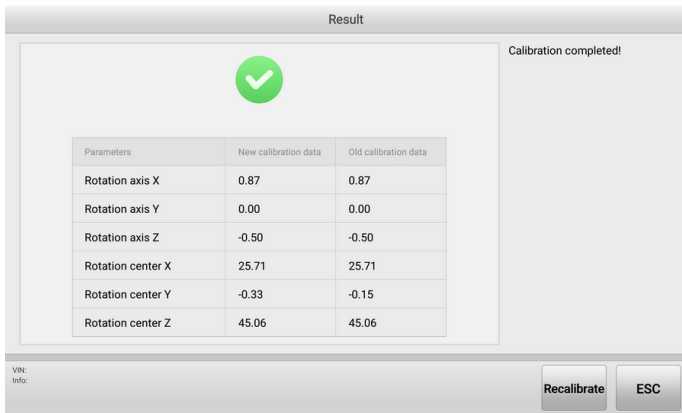 Result
Calibration completed!
Parameters New calibration data Old calibration data
Rotation axis X 0.87 0.87
Rotation axis Y 0.00 0.00
Rotation axis Z -0.50 -0.50
Rotation center X 25.71 25.71
Rotation center Y -0.33 -0.15
Rotation center Z 45.06 45.06
VIN:
Info:
Recalibrate ESC